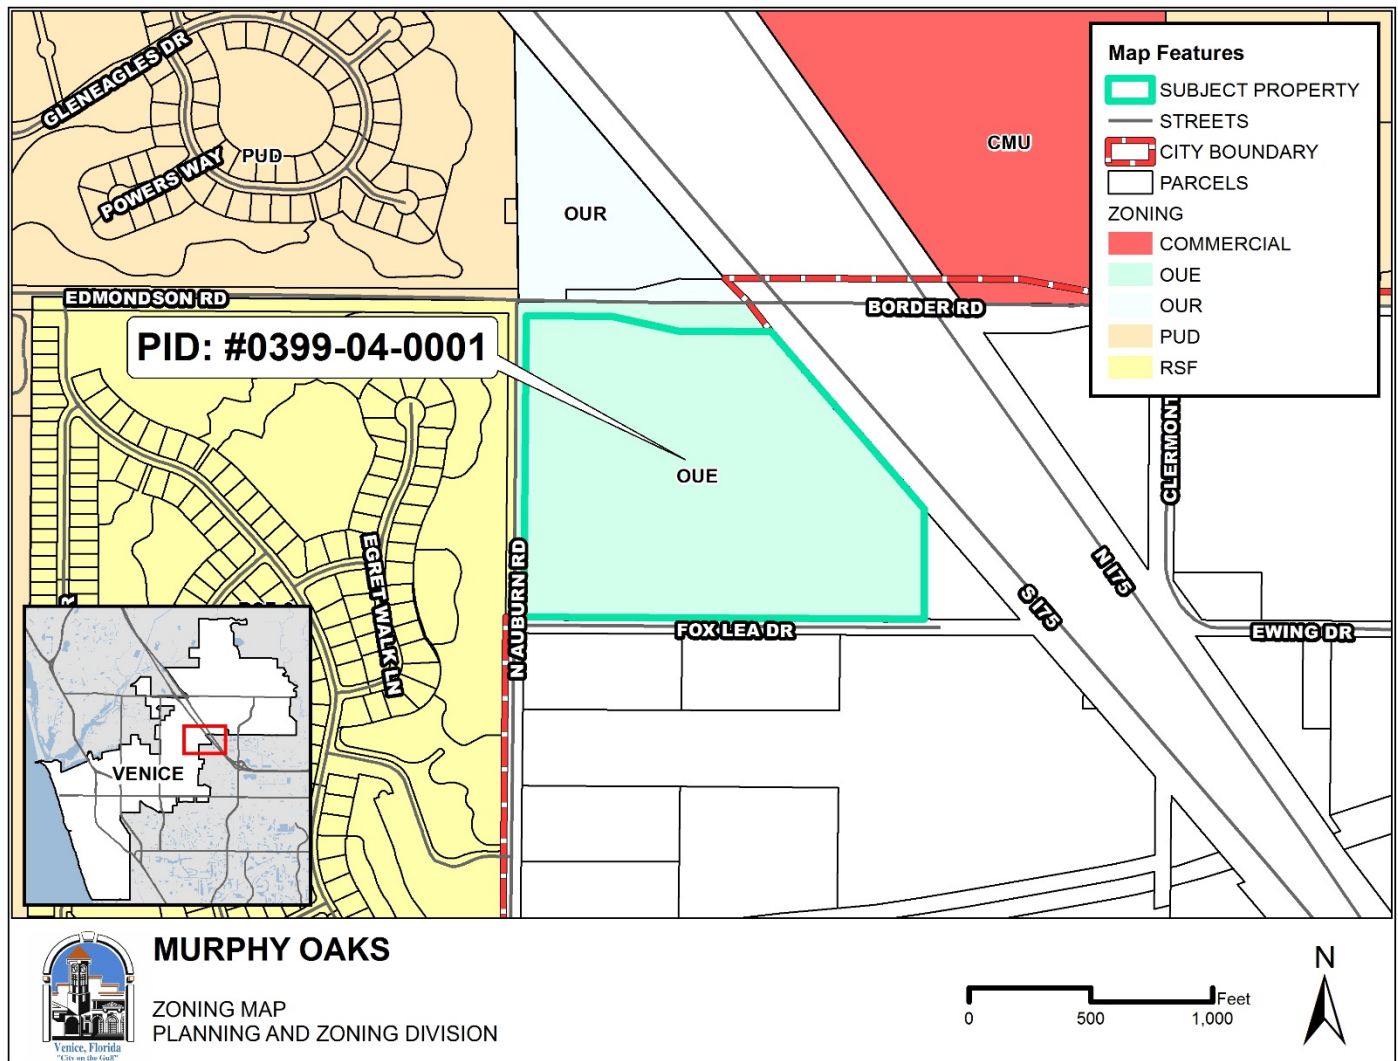 GLENEAGLES DR
POWERS WAY
PUD
OUR
CMU
Map Features
SUBJECT PROPERTY
STREETS
CITY BOUNDARY
PARCELS
ZONING
COMMERCIAL
OUE
OUR
PUD
RSF
EDMONDSON RD
BORDER RD
PID: #0399-04-0001
OUE
CLERMONT
EGRET WALK LN
N AUBURN RD
N I75
S I75
FOX LEA DR
EWING DR
VENICE
MURPHY OAKS
ZONING MAP
PLANNING AND ZONING DIVISION
Venice, Florida
"City on the Gulf"
Feet
0 500 1,000
N